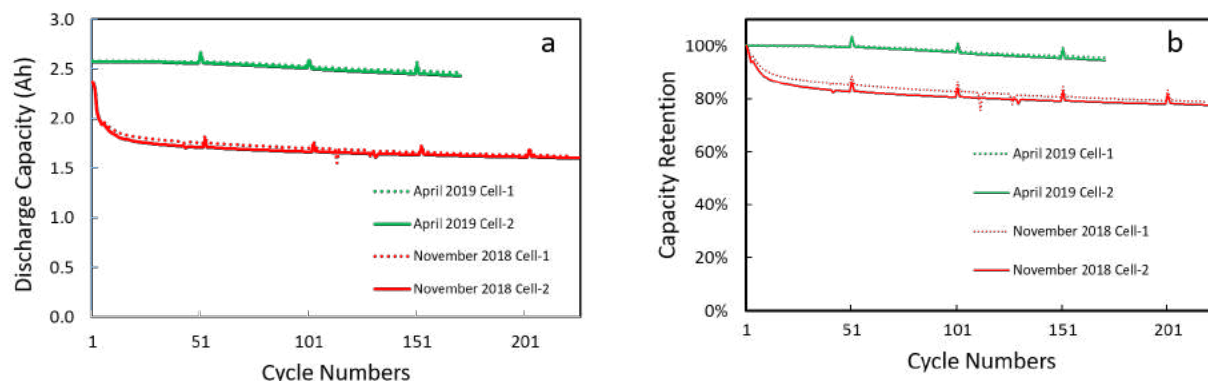 3.0
2.5
2.0
1.5
1.0
0.5
0.0
Discharge Capacity (Ah)
a
April 2019 Cell-1
April 2019 Cell-2
November 2018 Cell-1
November 2018 Cell-2
1 51 101 151 201
Cycle Numbers
100%
80%
60%
40%
20%
0%
Capacity Retention
b
April 2019 Cell-1
April 2019 Cell-2
November 2018 Cell-1
November 2018 Cell-2
1 51 101 151 201
Cycle Numbers